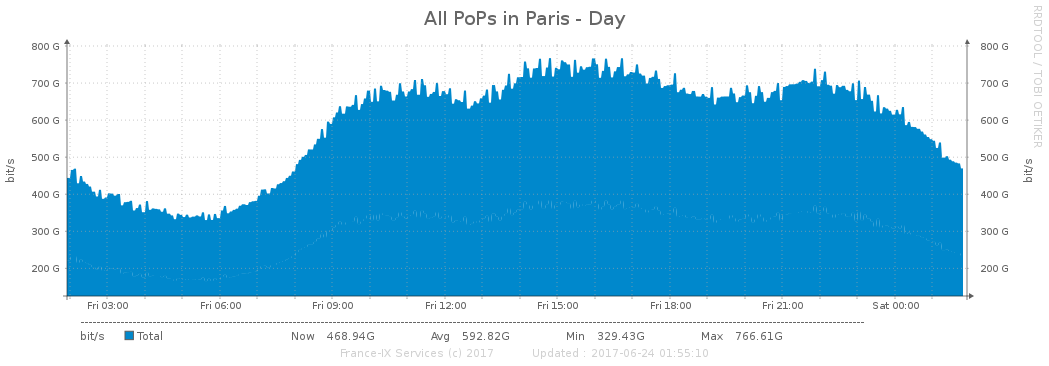 All PoPs in Paris - Day
RRDTOOL / TOBI OETIKER
800 G 800 G
700 G 700 G
600 G 600 G
500 G 500 G
400 G 400 G
300 G 300 G
200 G 200 G
bit/s
bit/s
Fri 03:00 Fri 06:00 Fri 09:00 Fri 12:00 Fri 15:00 Fri 18:00 Fri 21:00 Sat 00:00
bit/s Total Now 468.94G Avg 592.82G Min 329.43G Max 766.61G
France-IX Services (c) 2017 Updated : 2017-06-24 01:55:10